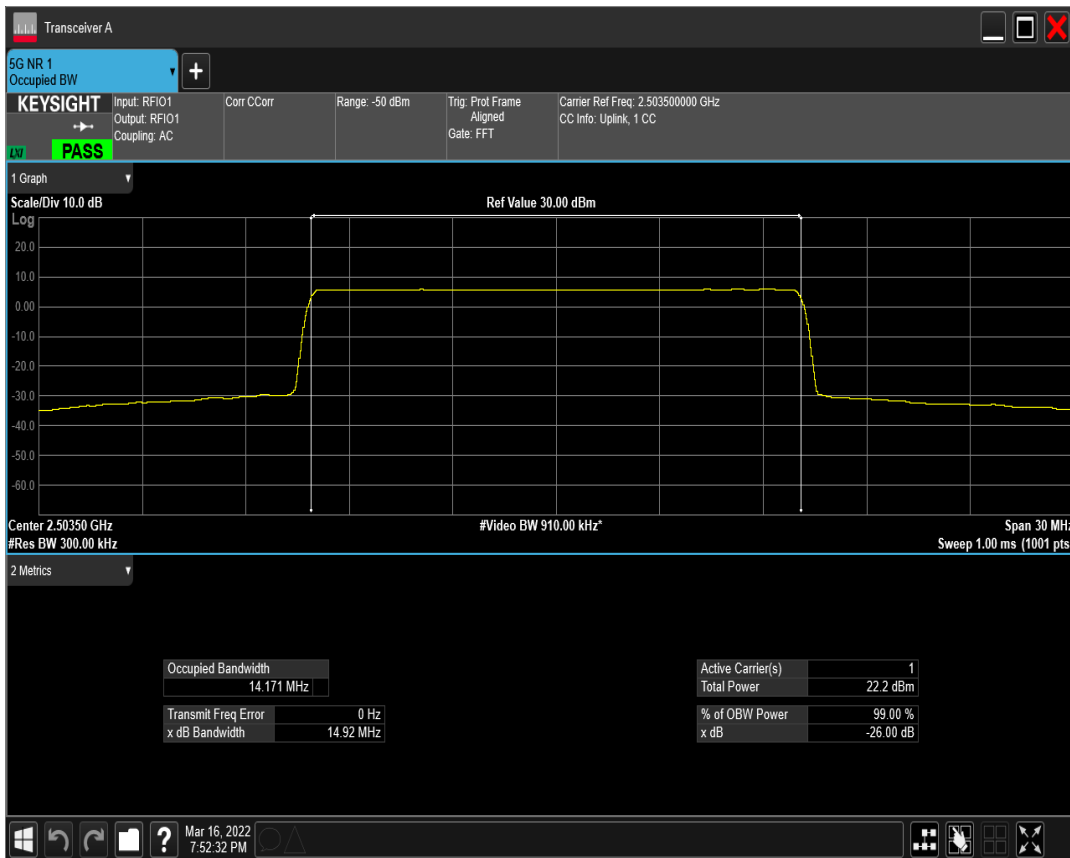 Transceiver A
5G NR 1
Occupied BW
+
KEYSIGHT
LXI
PASS
Input: RFIO1
Output: RFIO1
Coupling: AC
Corr CCorr
Range: -50 dBm
Trig: Prot Frame
Aligned
Gate: FFT
Carrier Ref Freq: 2.503500000 GHz
CC Info: Uplink, 1 CC
1 Graph
Scale/Div 10.0 dB
Ref Value 30.00 dBm
Log
20.0
10.0
0.00
-10.0
-20.0
-30.0
-40.0
-50.0
-60.0
Center 2.50350 GHz
#Video BW 910.00 kHz*
Span 30 MHz
#Res BW 300.00 kHz
Sweep 1.00 ms (1001 pts
2 Metrics
Occupied Bandwidth
14.171 MHz
Transmit Freq Error 0 Hz
x dB Bandwidth 14.92 MHz
Active Carrier(s) 1
Total Power 22.2 dBm
% of OBW Power 99.00 %
x dB -26.00 dB
?
Mar 16, 2022
7:52:32 PM